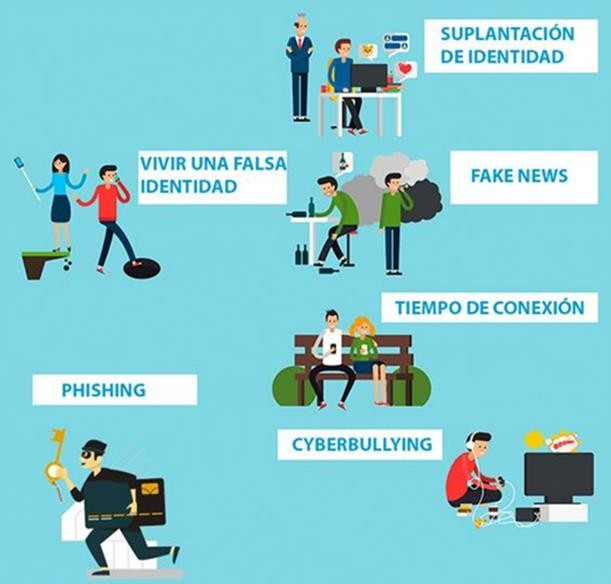 SUPLANTACIÓN
DE IDENTIDAD
VIVIR UNA FALSA
IDENTIDAD
FAKE NEWS
TIEMPO DE CONEXIÓN
PHISHING
CYBERBULLYING